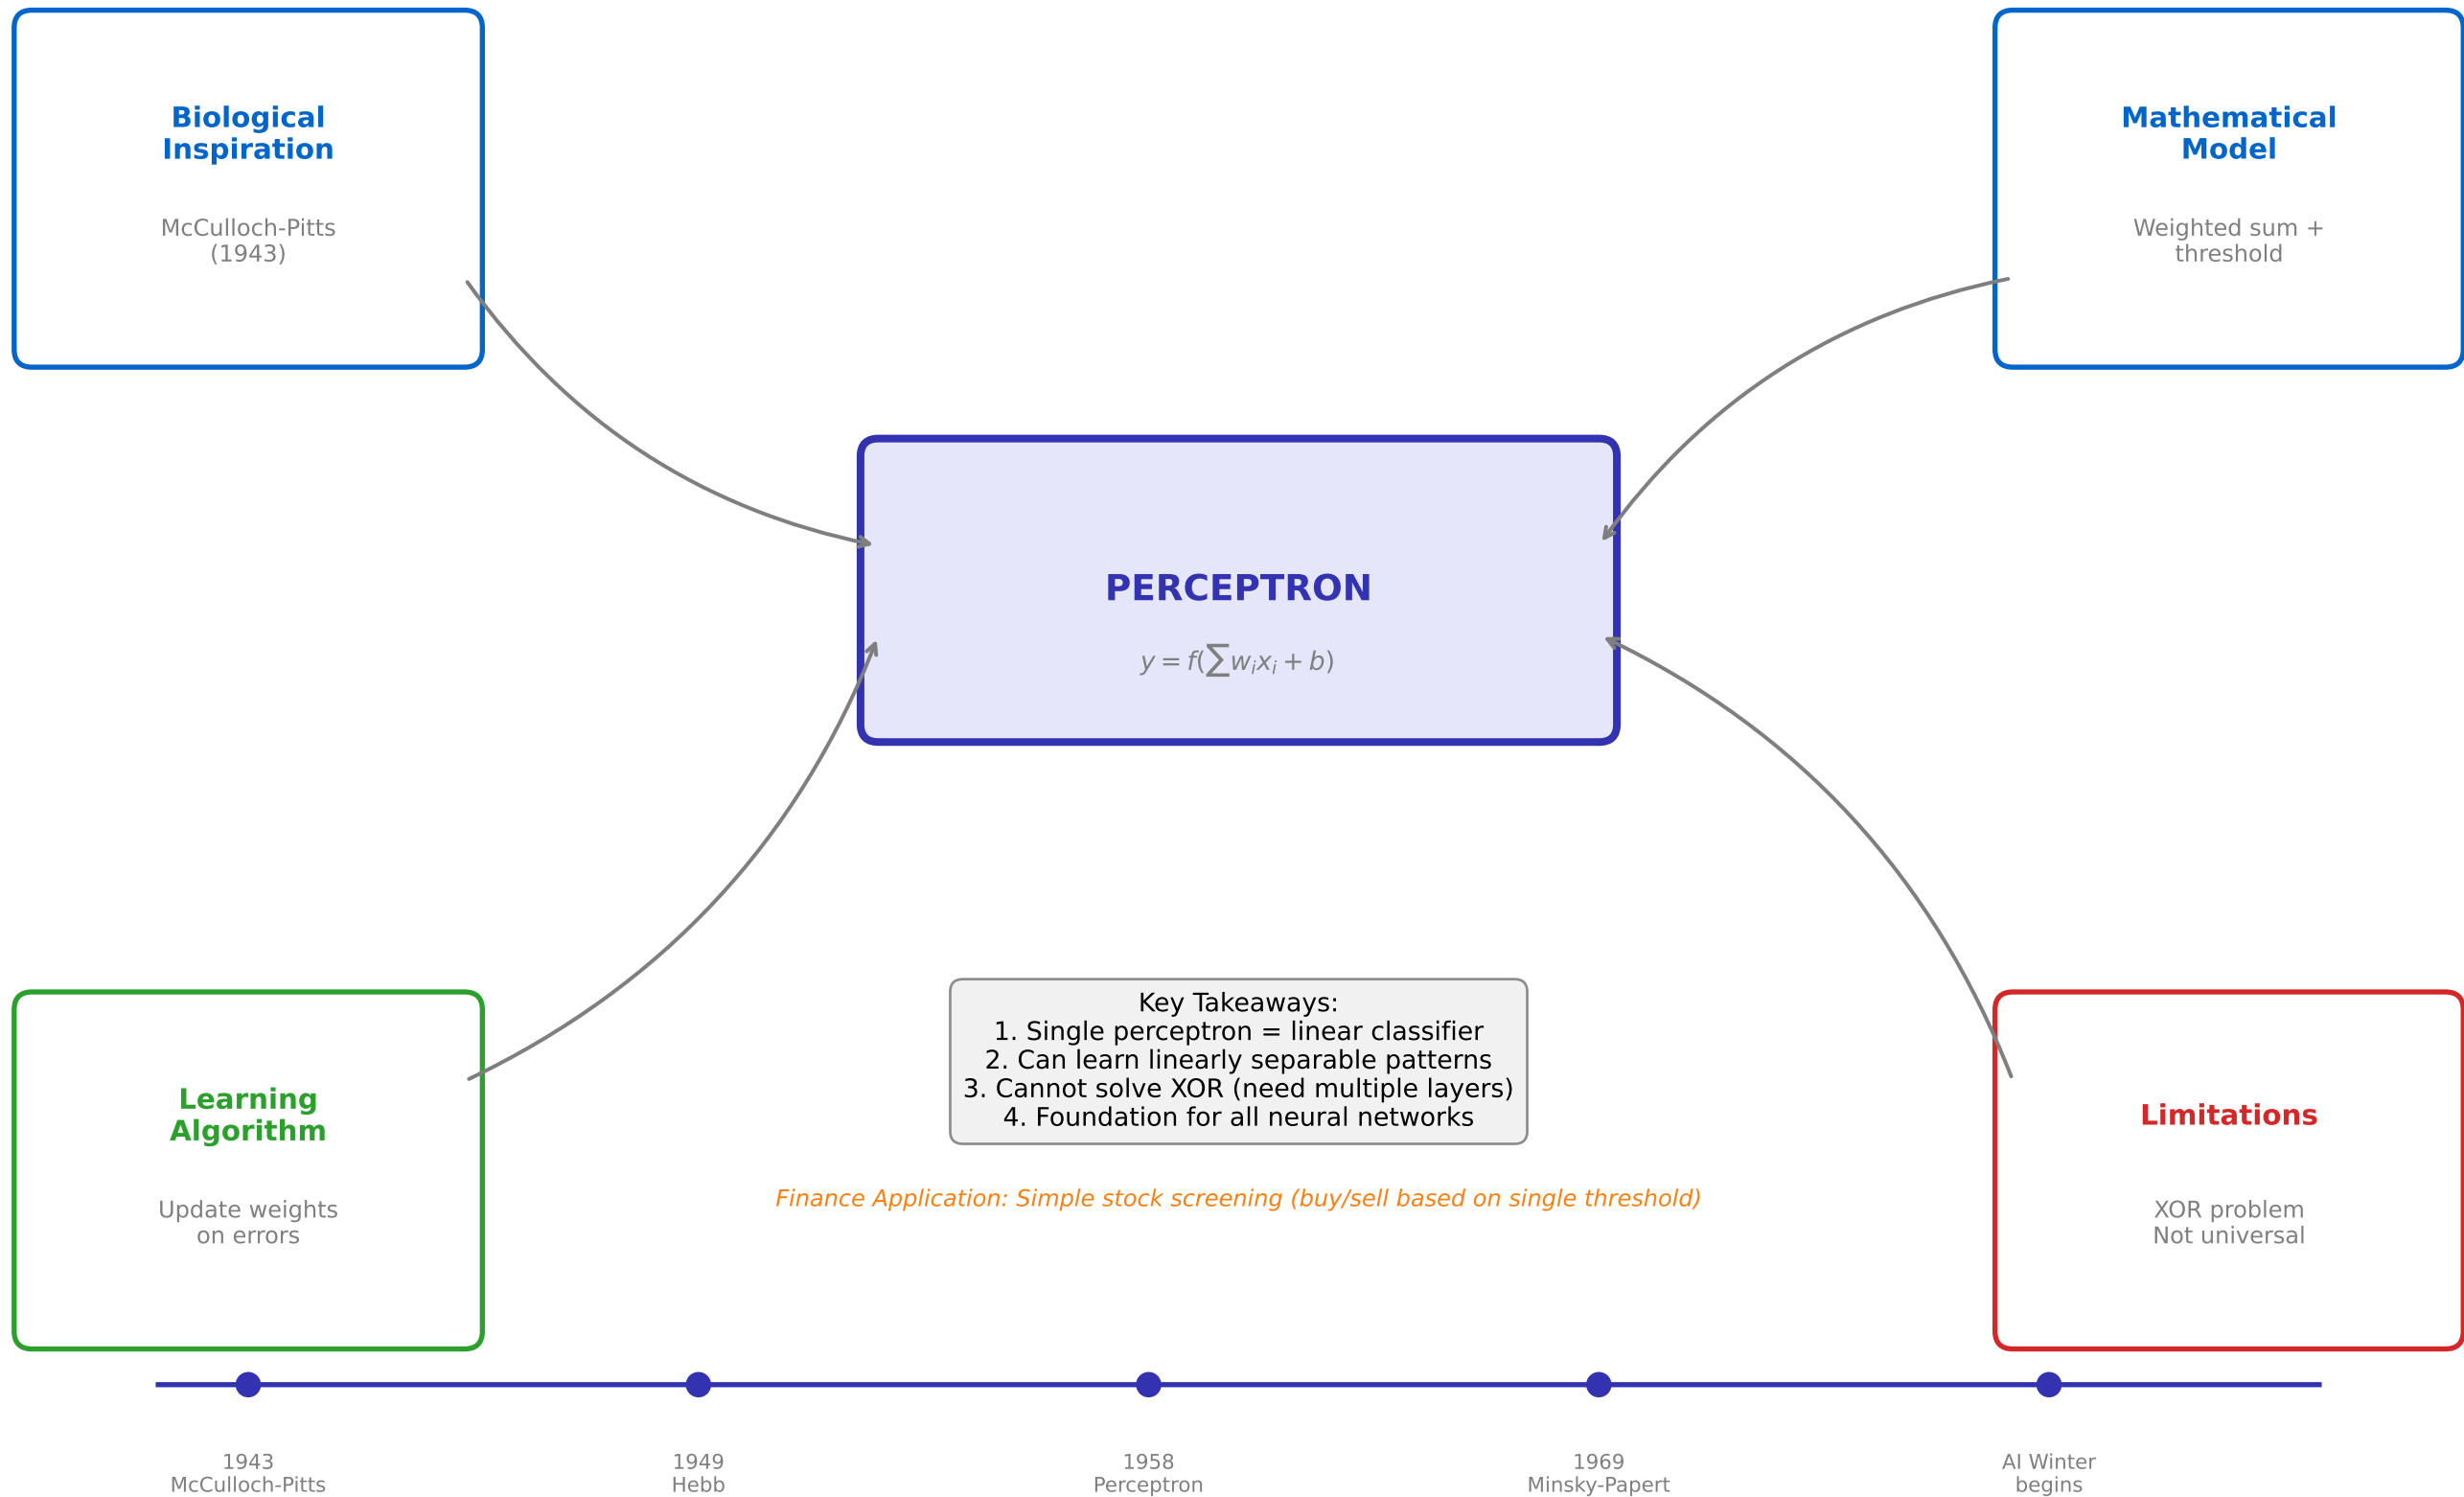 Biological
Inspiration
McCulloch-Pitts
(1943)
Mathematical
Model
Weighted sum +
threshold
PERCEPTRON
y = f(∑wᵢxᵢ + b)
Learning
Algorithm
Update weights
on errors
Key Takeaways:
1. Single perceptron = linear classifier
2. Can learn linearly separable patterns
3. Cannot solve XOR (need multiple layers)
4. Foundation for all neural networks
Finance Application: Simple stock screening (buy/sell based on single threshold)
Limitations
XOR problem
Not universal
1943
McCulloch-Pitts
1949
Hebb
1958
Perceptron
1969
Minsky-Papert
AI Winter
begins